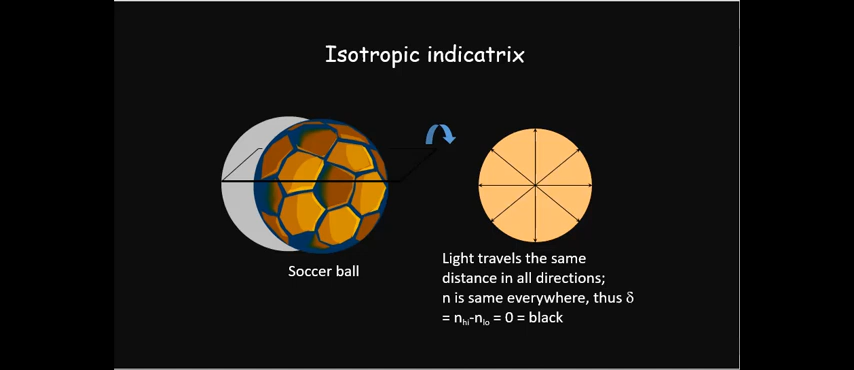 Isotropic indicatrix
Soccer ball
Light travels the same
distance in all directions;
n is same everywhere, thus δ
= nhi-nlo = 0 = black